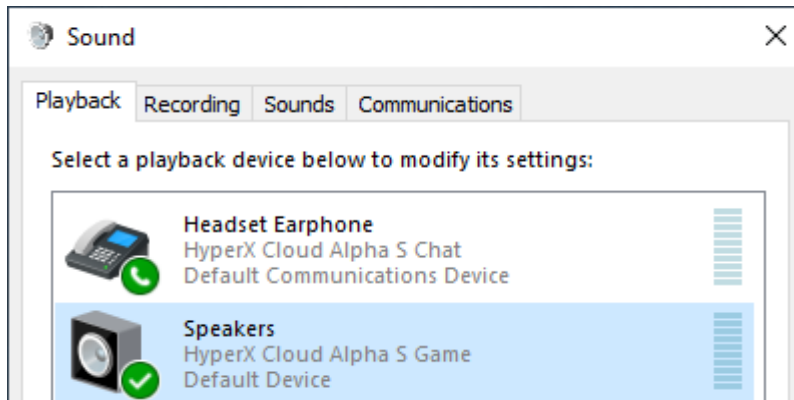 Sound
Playback Recording Sounds Communications
Select a playback device below to modify its settings:
Headset Earphone
HyperX Cloud Alpha S Chat
Default Communications Device
Speakers
HyperX Cloud Alpha S Game
Default Device